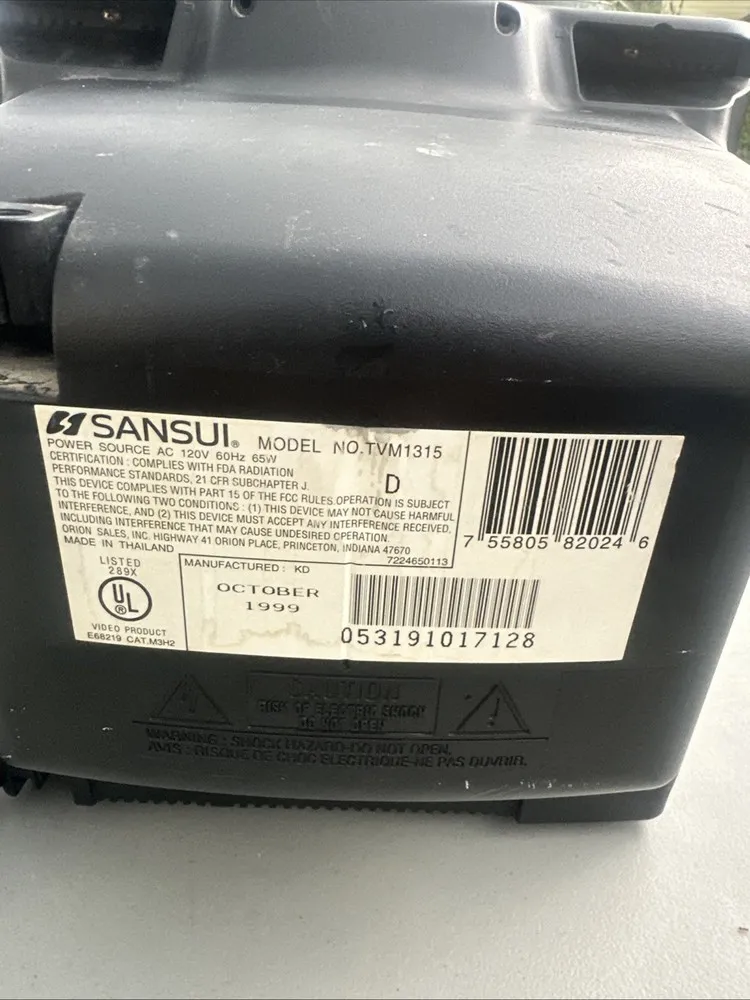 SANSUI® MODEL NO.TVM1315
POWER SOURCE AC 120V 60Hz 65W
CERTIFICATION : COMPLIES WITH FDA RADIATION
PERFORMANCE STANDARDS, 21 CFR SUBCHAPTER J.
D
THIS DEVICE COMPLIES WITH PART 15 OF THE FCC RULES.OPERATION IS SUBJECT
TO THE FOLLOWING TWO CONDITIONS : (1) THIS DEVICE MAY NOT CAUSE HARMFUL
INTERFERENCE, AND (2) THIS DEVICE MUST ACCEPT ANY INTERFERENCE RECEIVED,
INCLUDING INTERFERENCE THAT MAY CAUSE UNDESIRED OPERATION.
ORION SALES, INC. HIGHWAY 41 ORION PLACE, PRINCETON, INDIANA 47670
MADE IN THAILAND
7224650113
7 55805 82024 6
LISTED
289X
UL®
VIDEO PRODUCT
E68219 CAT.M3H2
MANUFACTURED : KD
OCTOBER
1999
053191017128
CAUTION
RISK OF ELECTRIC SHOCK
DO NOT OPEN
WARNING : SHOCK HAZARD-DO NOT OPEN.
AVIS : RISQUE DE CHOC ELECTRIQUE-NE PAS OUVRIR.